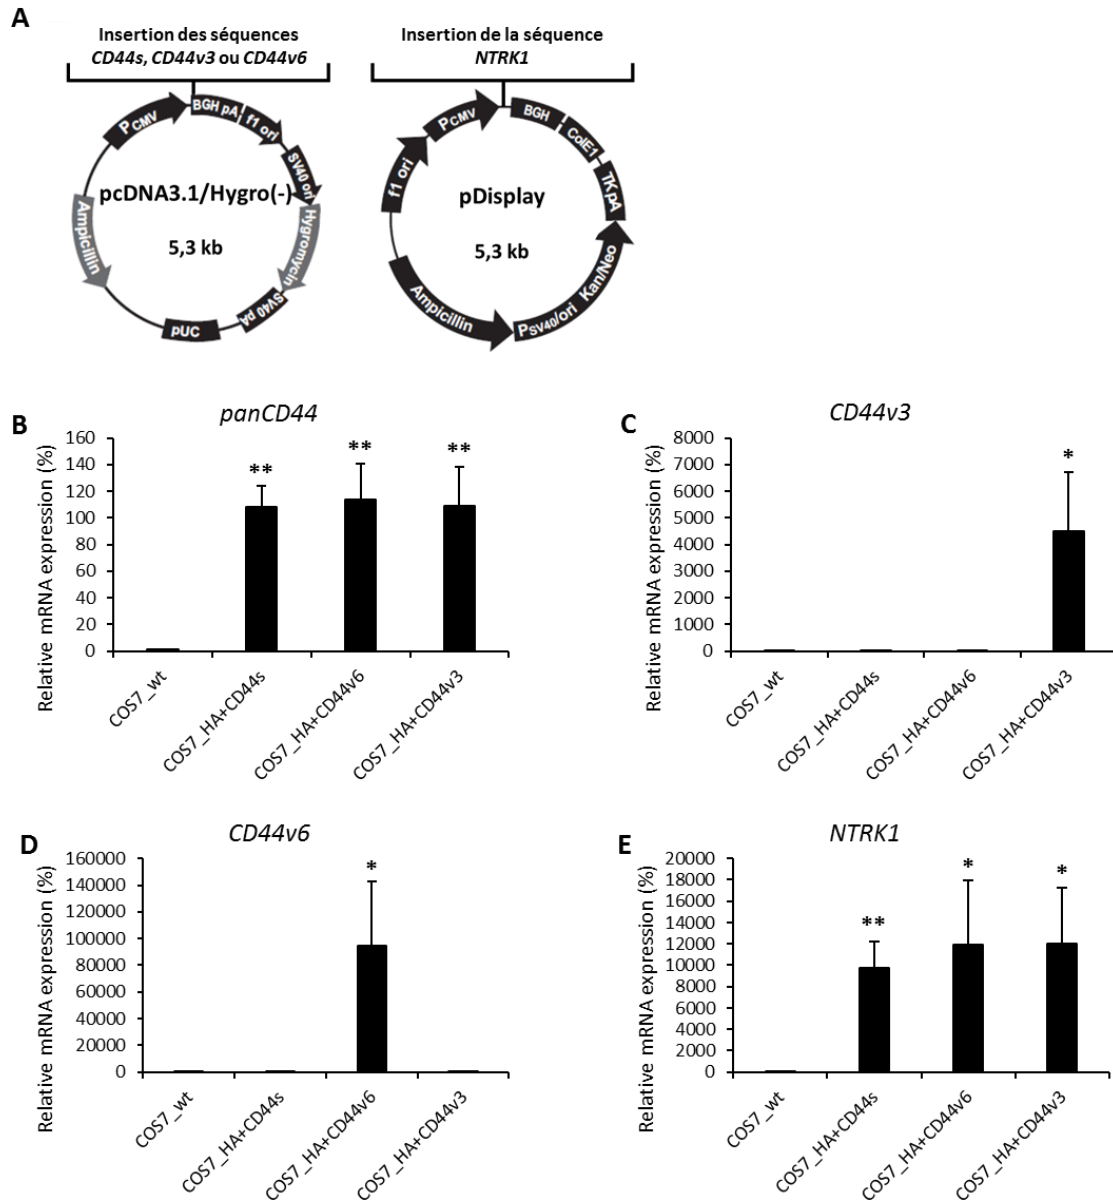 A
Insertion des séquences
CD44s, CD44v3 ou CD44v6
Insertion de la séquence
NTRK1
PCMV
BGH pA
f1 ori
SV40 ori
Hygromycin
SV40 pA
pUC
Ampicillin
pcDNA3.1/Hygro(-)
5,3 kb
PCMV
BGH
ColE1
TK pA
Kan/Neo
PSV40/ori
Ampicillin
f1 ori
pDisplay
5,3 kb
B
panCD44
Relative mRNA expression (%)
160
140
120
100
80
60
40
20
0
**
**
**
COS7_wt
COS7_HA+CD44s
COS7_HA+CD44v6
COS7_HA+CD44v3
C
CD44v3
Relative mRNA expression (%)
8000
7000
6000
5000
4000
3000
2000
1000
0
*
COS7_wt
COS7_HA+CD44s
COS7_HA+CD44v6
COS7_HA+CD44v3
D
CD44v6
Relative mRNA expression (%)
160000
140000
120000
100000
80000
60000
40000
20000
0
*
COS7_wt
COS7_HA+CD44s
COS7_HA+CD44v6
COS7_HA+CD44v3
E
NTRK1
Relative mRNA expression (%)
20000
18000
16000
14000
12000
10000
8000
6000
4000
2000
0
**
*
*
COS7_wt
COS7_HA+CD44s
COS7_HA+CD44v6
COS7_HA+CD44v3